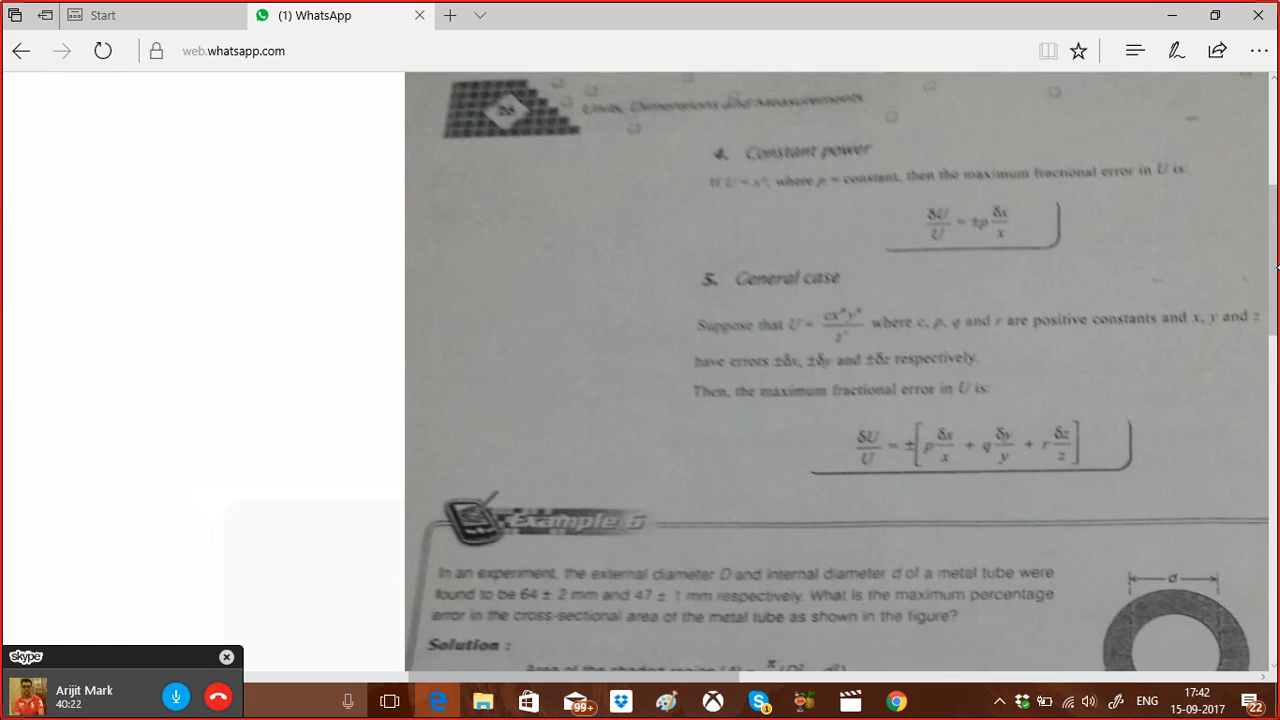 Start
(1) WhatsApp
web.whatsapp.com
26
Units, Dimensions and Measurements
4. Constant power
If U = xᵖ, where p = constant, then the maximum fractional error in U is:
δU/U = ±p δx/x
5. General case
Suppose that U = cxᵖy^q/zʳ where c, p, q and r are positive constants and x, y and z
have errors ±δx, ±δy and ±δz respectively.
Then, the maximum fractional error in U is:
δU/U = ±[p δx/x + q δy/y + r δz/z]
Example 6
In an experiment, the external diameter D and internal diameter d of a metal tube were
found to be 64 ± 2 mm and 47 ± 1 mm respectively. What is the maximum percentage
error in the cross-sectional area of the metal tube as shown in the figure?
d
Solution :
skype
Arijit Mark
40:22
99+
1
ENG
17:42
15-09-2017
22